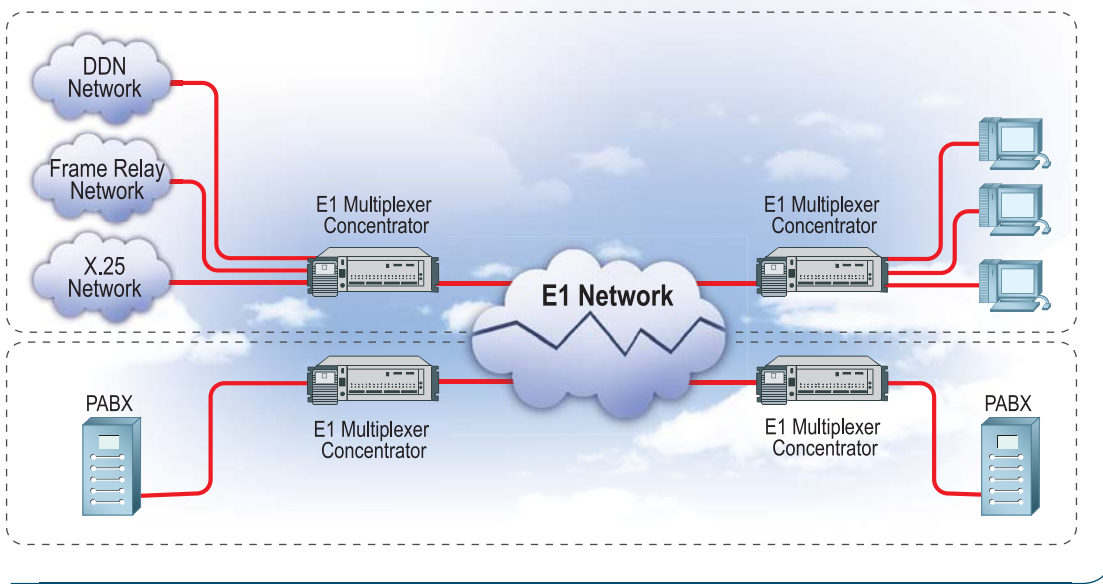 DDN
Network
Frame Relay
Network
X.25
Network
E1 Multiplexer
Concentrator
E1 Multiplexer
Concentrator
E1 Network
PABX
E1 Multiplexer
Concentrator
E1 Multiplexer
Concentrator
PABX